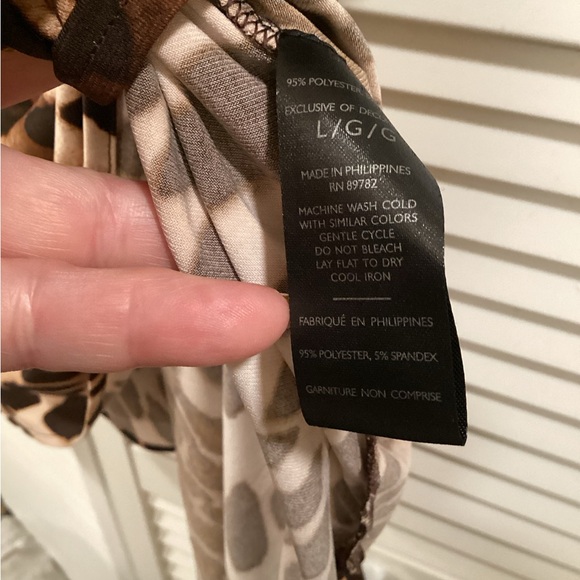 95% POLYESTER
EXCLUSIVE OF
L/G/G
MADE IN PHILIPPINES
RN 89782
MACHINE WASH COLD
WITH SIMILAR COLORS
GENTLE CYCLE
DO NOT BLEACH
LAY FLAT TO DRY
COOL IRON
FABRIQUÉ EN PHILIPPINES
95% POLYESTER, 5% SPANDEX,
GARNITURE NON COMPRISE